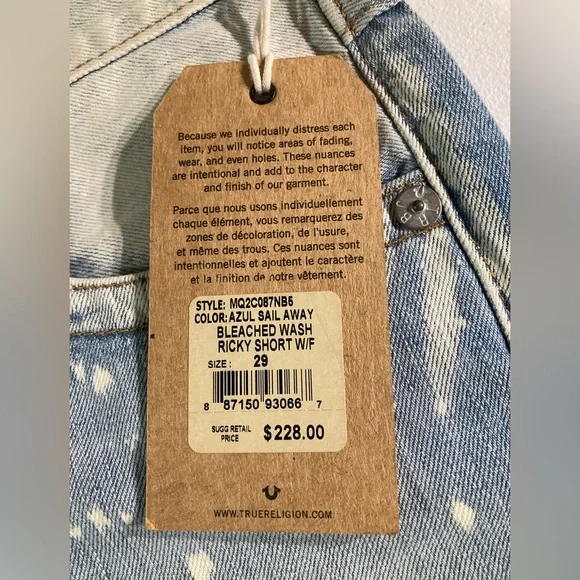 Because we individually distress each
item, you will notice areas of fading,
wear, and even holes. These nuances
are intentional and add to the character
and finish of our garment.
Parce que nous usons individuellement
chaque élément, vous remarquerez des
zones de décoloration, de l'usure,
et même des trous. Ces nuances sont
intentionnelles et ajoutent le caractère
et la finition de notre vêtement.
STYLE: MQ2C087NB6
COLOR: AZUL SAIL AWAY
BLEACHED WASH
RICKY SHORT W/F
SIZE: 29
8 87150 93066 7
SUGG RETAIL
PRICE $228.00
WWW.TRUERELIGION.COM